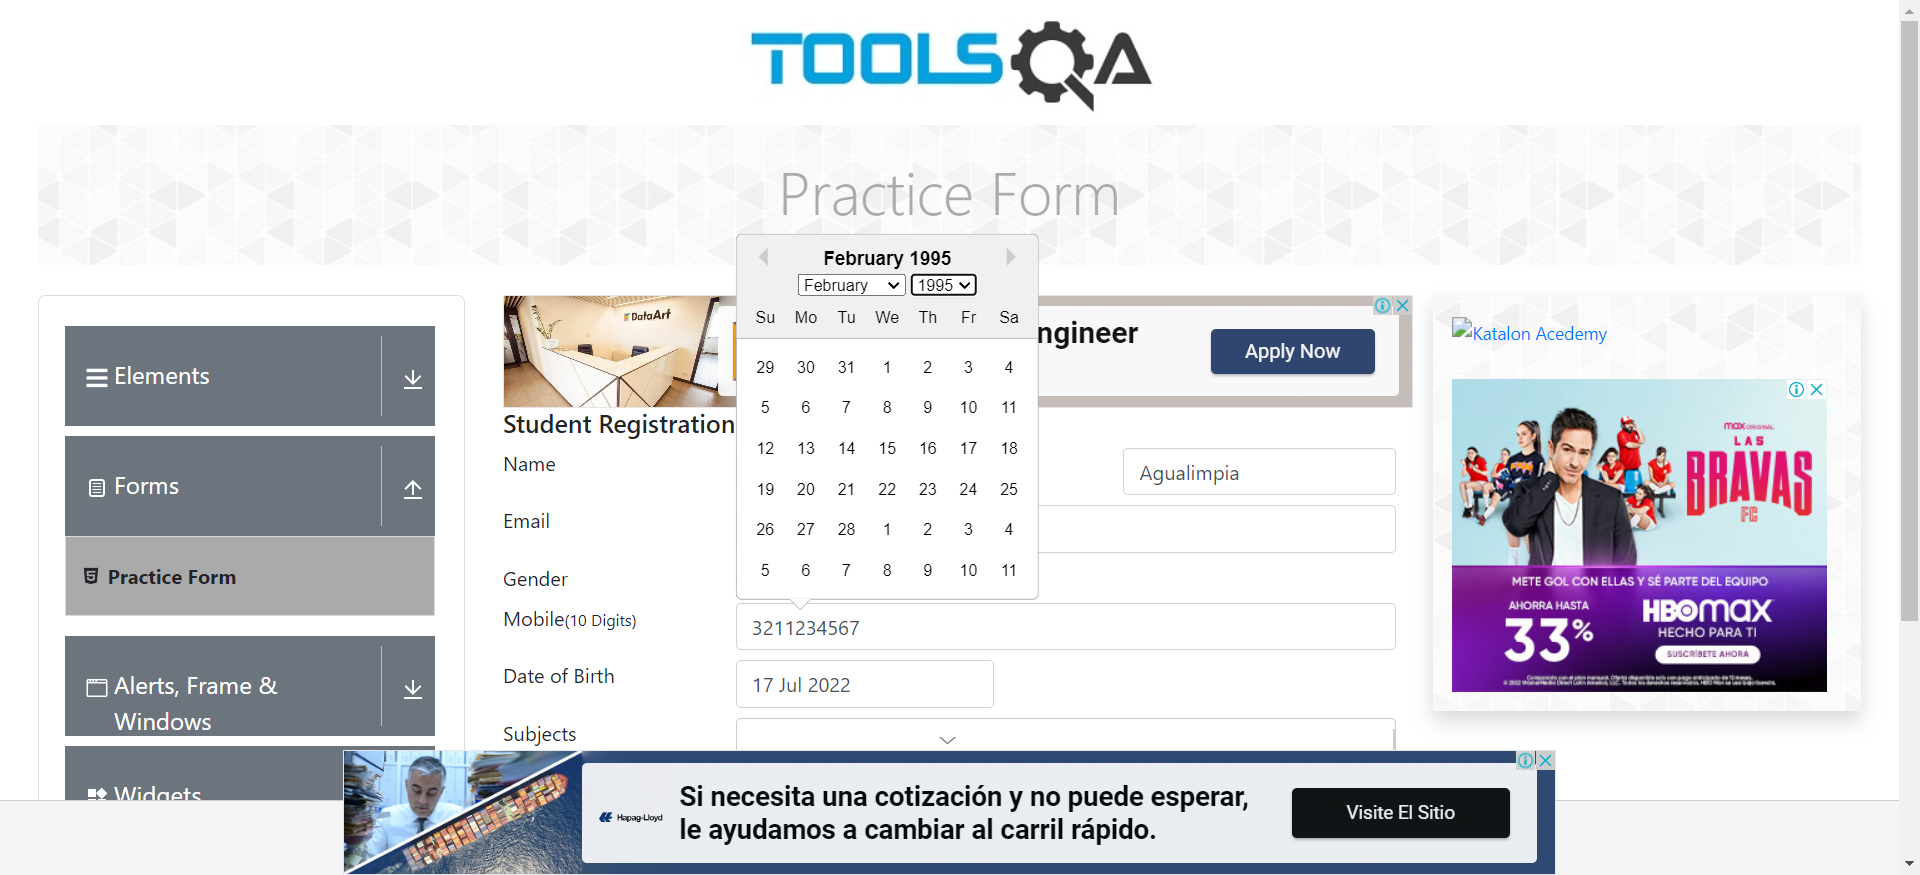 TOOLSQA
Practice Form
February 1995
February 1995
Su Mo Tu We Th Fr Sa
29 30 31 1 2 3 4
5 6 7 8 9 10 11
12 13 14 15 16 17 18
19 20 21 22 23 24 25
26 27 28 1 2 3 4
5 6 7 8 9 10 11
Elements
Forms
Practice Form
Alerts, Frame &
Windows
Widgets
DataArt
ngineer
Apply Now
Student Registration
Name
Agualimpia
Email
Gender
Mobile(10 Digits)
3211234567
Date of Birth
17 Jul 2022
Subjects
Katalon Acedemy
max ORIGINAL
LAS
BRAVAS
FC
METE GOL CON ELLAS Y SÉ PARTE DEL EQUIPO
AHORRA HASTA
33%
HBOmax
HECHO PARA TI
SUSCRÍBETE AHORA
Hapag-Lloyd
Si necesita una cotización y no puede esperar,
le ayudamos a cambiar al carril rápido.
Visite El Sitio